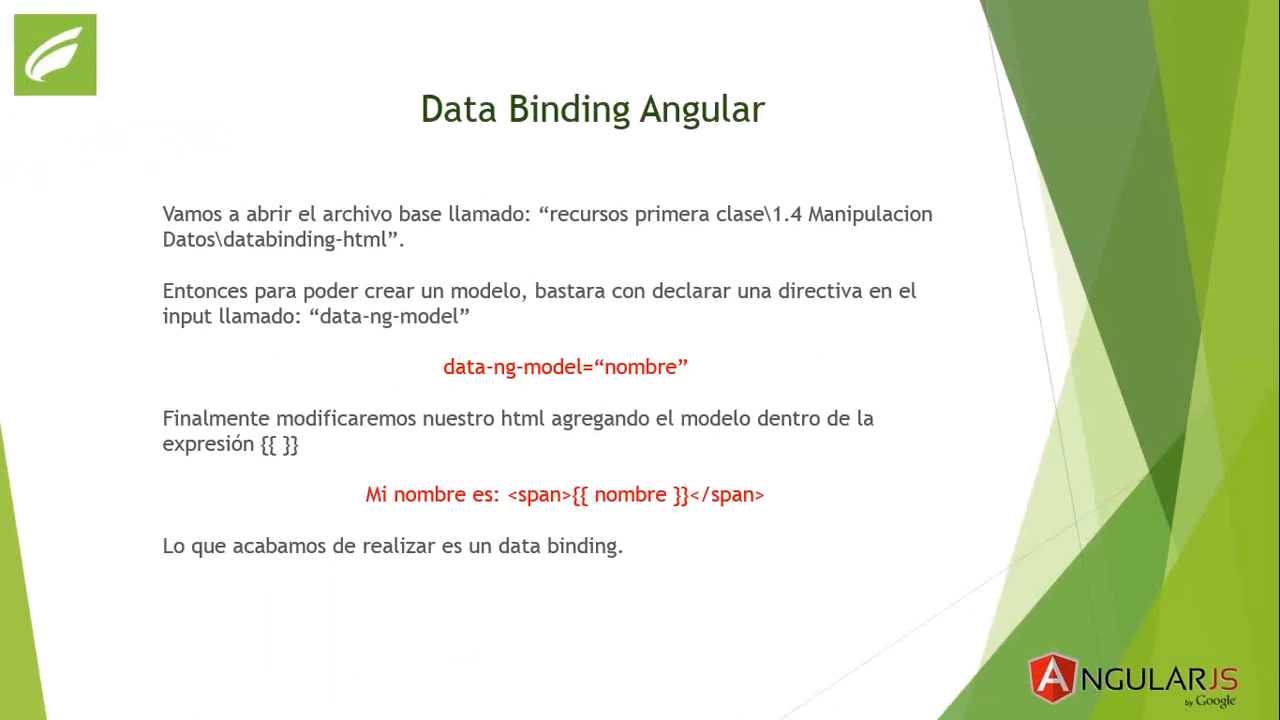 Data Binding Angular
Vamos a abrir el archivo base llamado: “recursos primera clase\1.4 Manipulacion
Datos\databinding-html”.
Entonces para poder crear un modelo, bastara con declarar una directiva en el
input llamado: “data-ng-model”
data-ng-model=“nombre”
Finalmente modificaremos nuestro html agregando el modelo dentro de la
expresión {{ }}
Mi nombre es: <span>{{ nombre }}</span>
Lo que acabamos de realizar es un data binding.
ANGULARJS
by Google